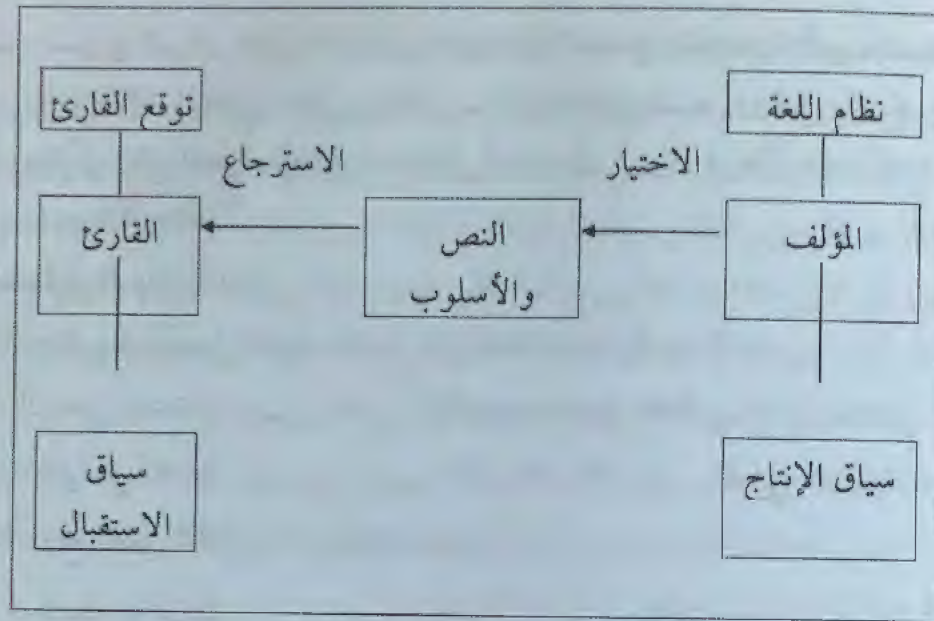 نظام اللغة
توقع القارئ
الاختيار
الاسترجاع
المؤلف
النص
والأسلوب
القارئ
سياق الإنتاج
سياق
الاستقبال